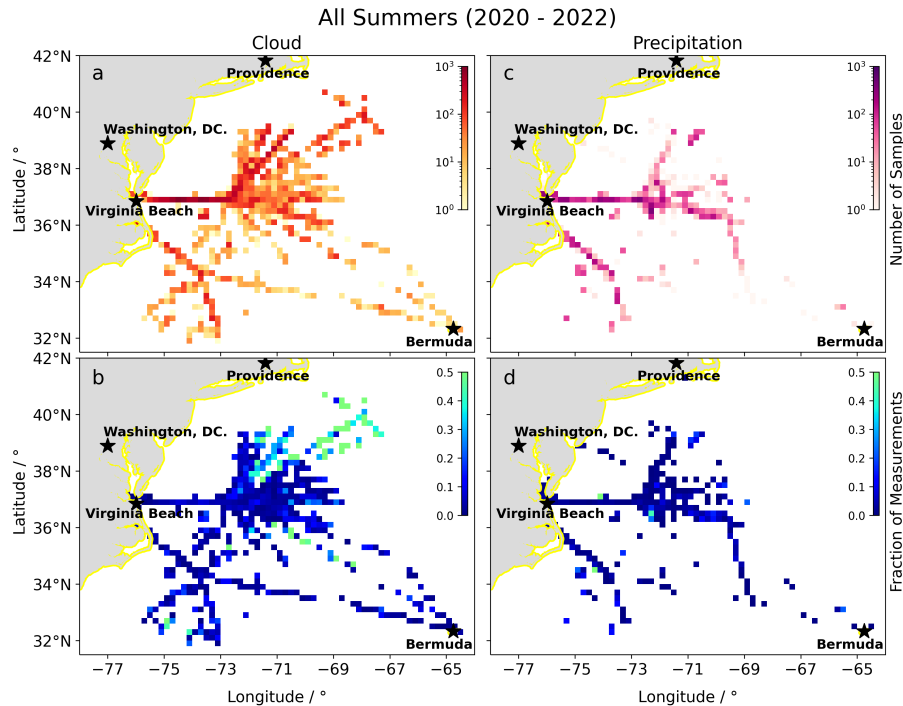 All Summers (2020 - 2022)
Cloud
Precipitation
42°N
40°N
38°N
36°N
34°N
32°N
Latitude / °
a
Providence
Washington, DC.
Virginia Beach
Bermuda
10³
10²
10¹
10⁰
c
Providence
Washington, DC.
Virginia Beach
Bermuda
10³
10²
10¹
10⁰
Number of Samples
42°N
40°N
38°N
36°N
34°N
32°N
Latitude / °
b
Providence
Washington, DC.
Virginia Beach
Bermuda
0.5
0.4
0.3
0.2
0.1
0.0
d
Providence
Washington, DC.
Virginia Beach
Bermuda
0.5
0.4
0.3
0.2
0.1
0.0
Fraction of Measurements
−77 −75 −73 −71 −69 −67 −65
−77 −75 −73 −71 −69 −67 −65
Longitude / °
Longitude / °